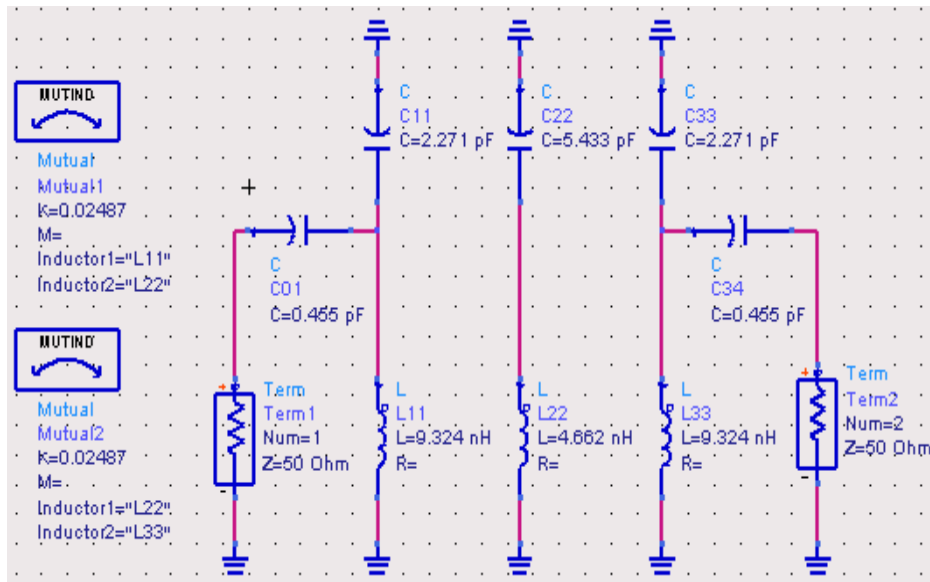 MUTIND
Mutual
Mutual1
K=0.02487
M=
Inductor1="L11"
Inductor2="L22"
MUTIND
Mutual
Mutual2
K=0.02487
M=
Inductor1="L22"
Inductor2="L33"
C
C11
C=2.271 pF
C
C22
C=5.433 pF
C
C33
C=2.271 pF
C
C01
C=0.455 pF
C
C34
C=0.455 pF
+
Term
Term1
Num=1
Z=50 Ohm
-
L
L11
L=9.324 nH
R=
L
L22
L=4.662 nH
R=
L
L33
L=9.324 nH
R=
+
Term
Term2
Num=2
Z=50 Ohm
-